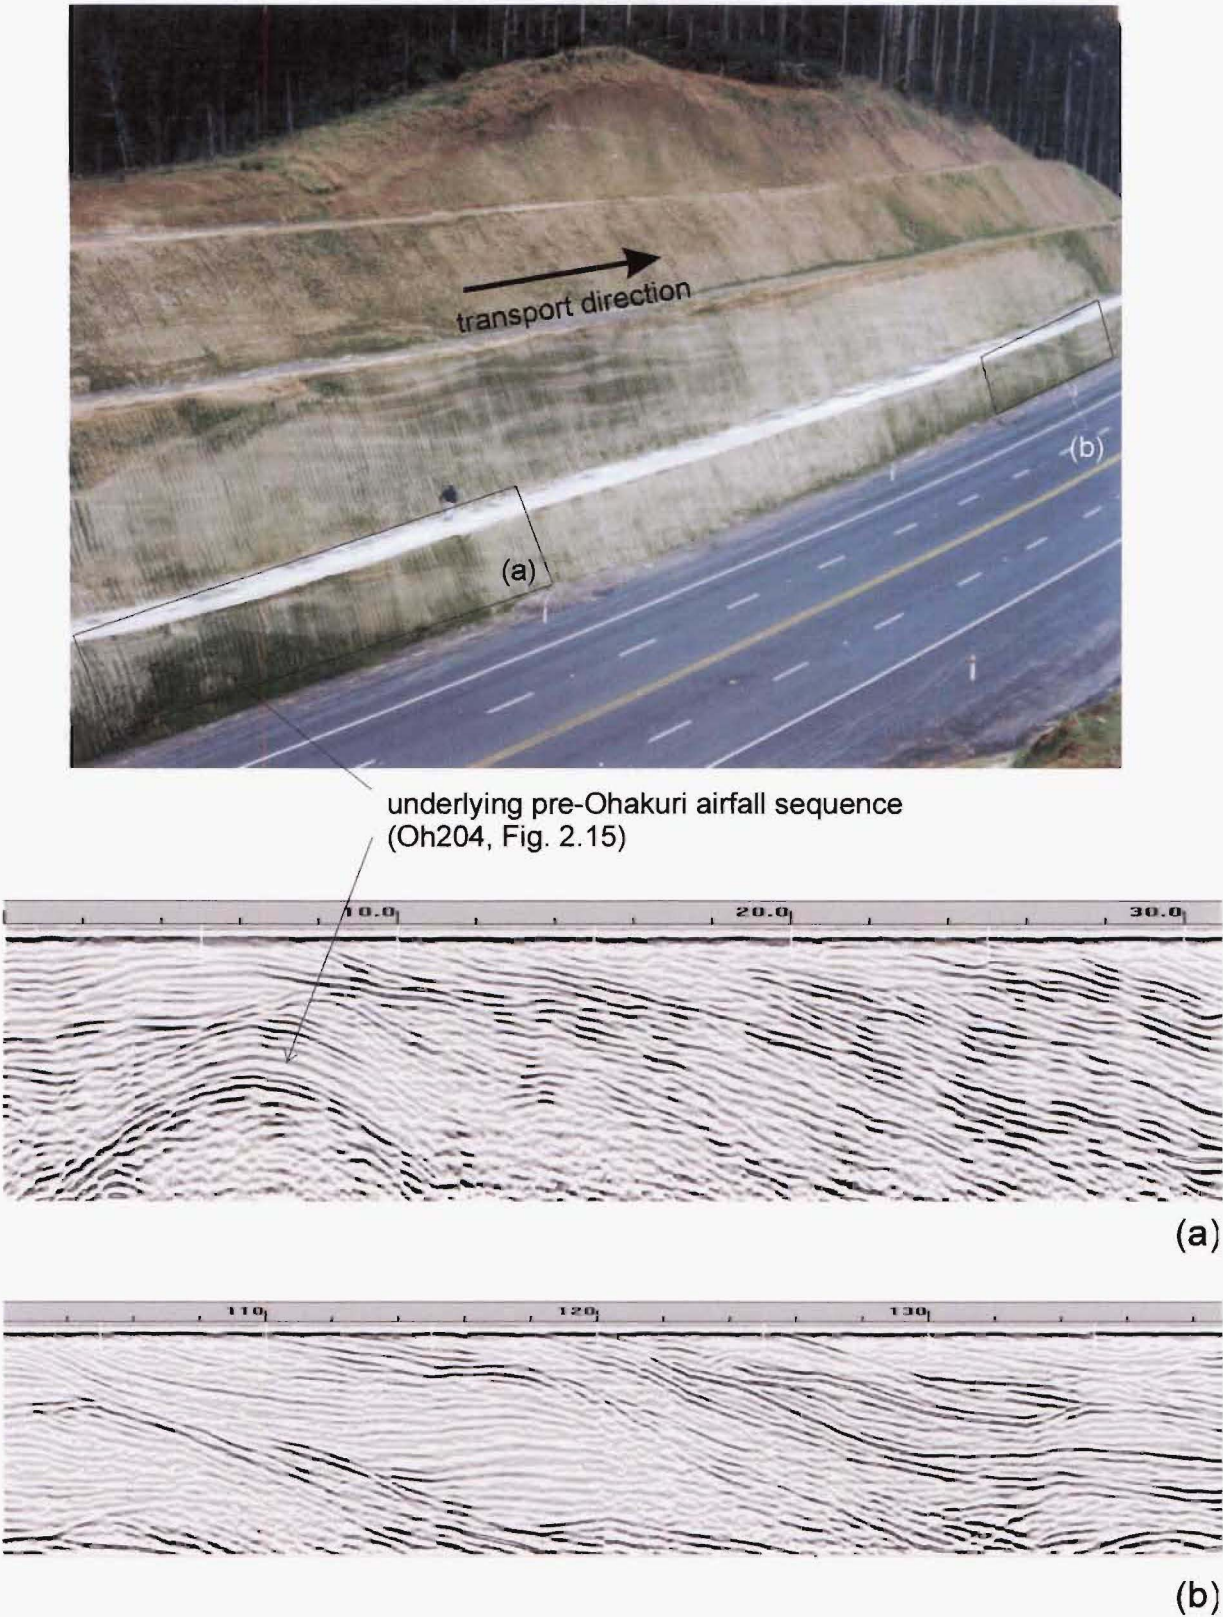 transport direction
(a)
(b)
underlying pre-Ohakuri airfall sequence
(Oh204, Fig. 2.15)
10.0 20.0 30.0
(a)
110 120 130
(b)